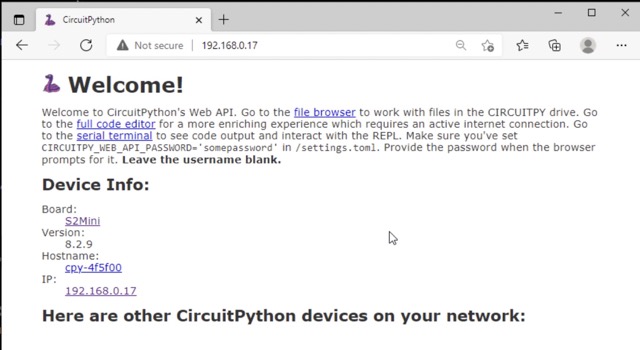 CircuitPython
Not secure
192.168.0.17
Welcome!
Welcome to CircuitPython's Web API. Go to the file browser to work with files in the CIRCUITPY drive. Go
to the full code editor for a more enriching experience which requires an active internet connection. Go
to the serial terminal to see code output and interact with the REPL. Make sure you've set
CIRCUITPY_WEB_API_PASSWORD='somepassword' in /settings.toml. Provide the password when the browser
prompts for it. Leave the username blank.
Device Info:
Board:
S2Mini
Version:
8.2.9
Hostname:
cpy-4f5f00
IP:
192.168.0.17
Here are other CircuitPython devices on your network: